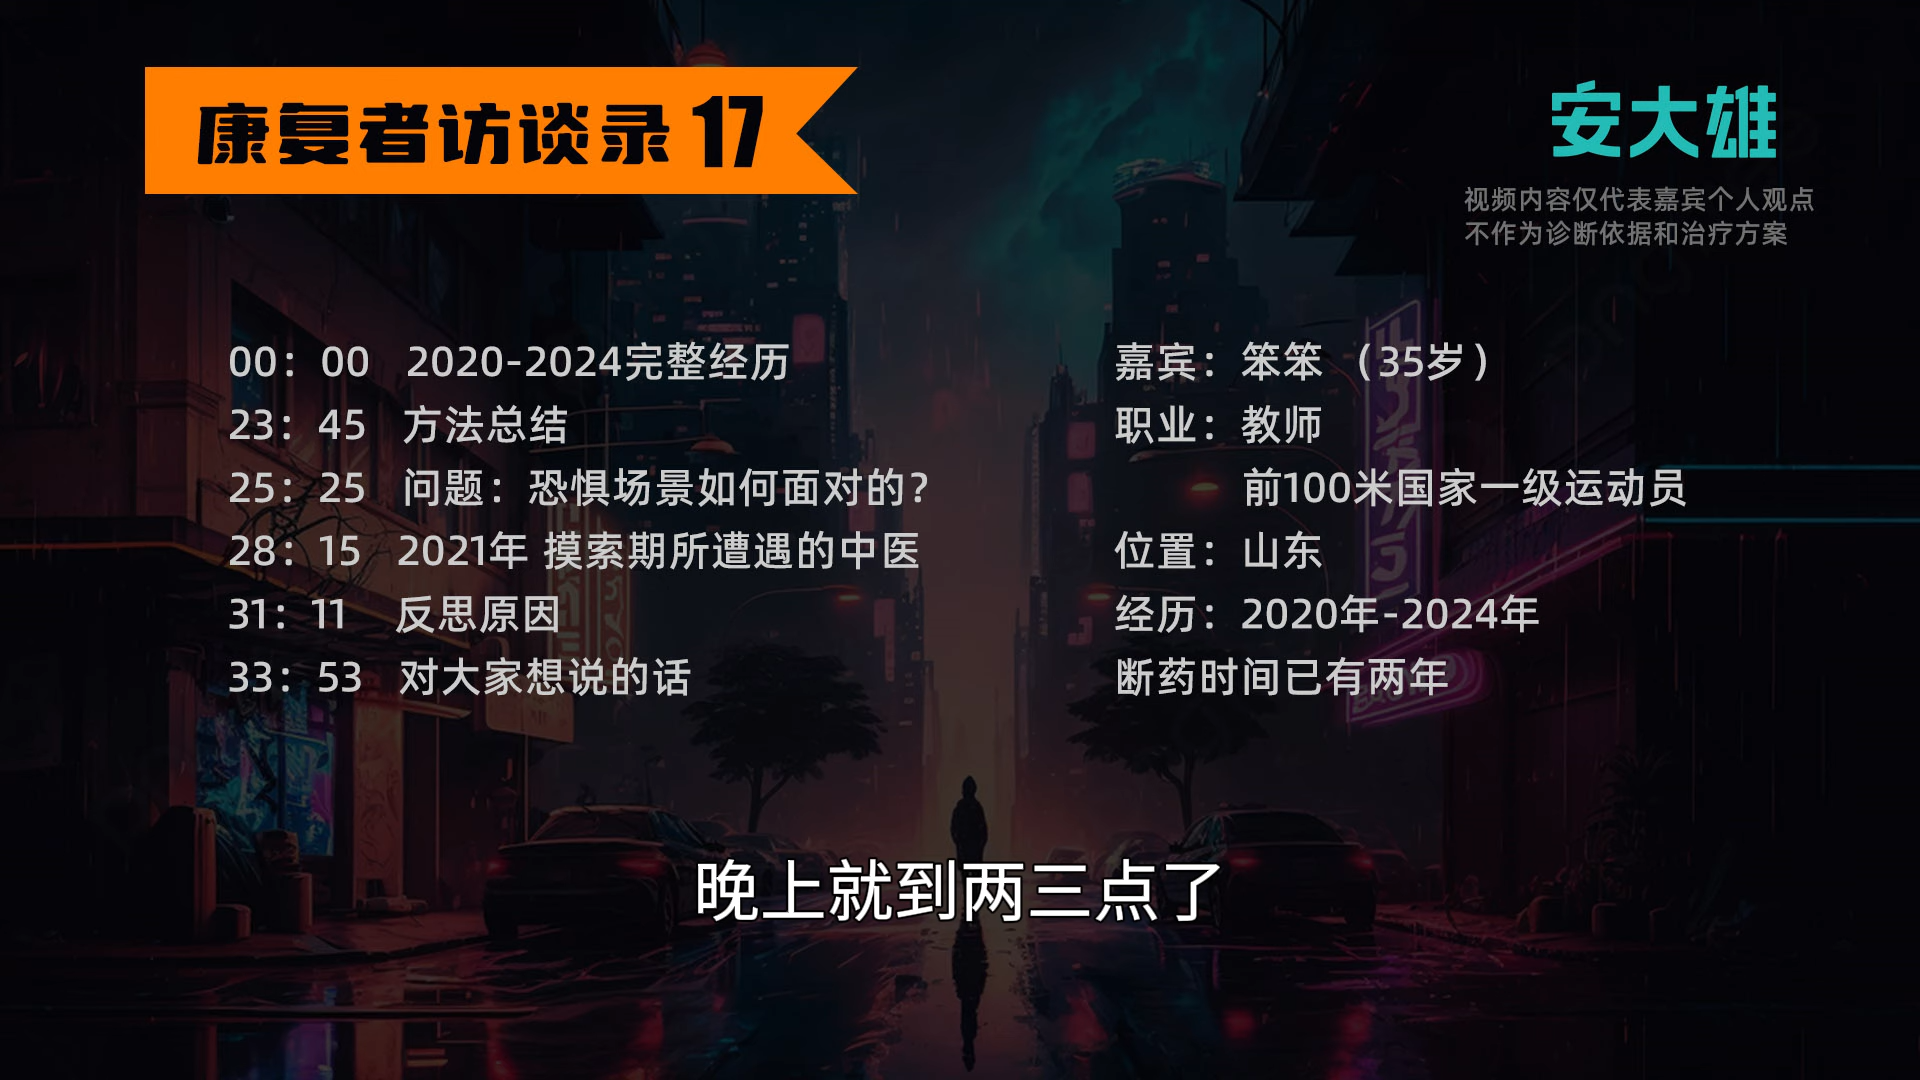 康复者访谈录 17
安大雄
视频内容仅代表嘉宾个人观点
不作为诊断依据和治疗方案
00：00 2020-2024完整经历
23：45 方法总结
25：25 问题：恐惧场景如何面对的？
28：15 2021年 摸索期所遭遇的中医
31：11 反思原因
33：53 对大家想说的话
嘉宾：笨笨 （35岁）
职业：教师
前100米国家一级运动员
位置：山东
经历：2020年-2024年
断药时间已有两年
晚上就到两三点了